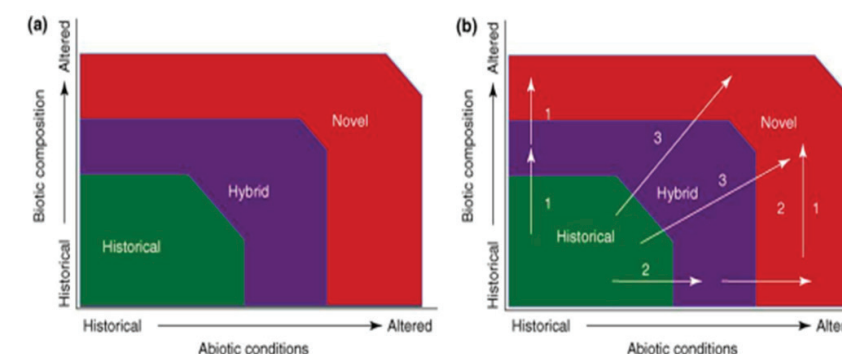 (a)
Altered
Biotic composition
Historical
Novel
Hybrid
Historical
Historical
Altered
Abiotic conditions
(b)
Altered
Biotic composition
Historical
1
3
Novel
1
3
Hybrid
2
1
Historical
2
Historical
Abiotic conditions